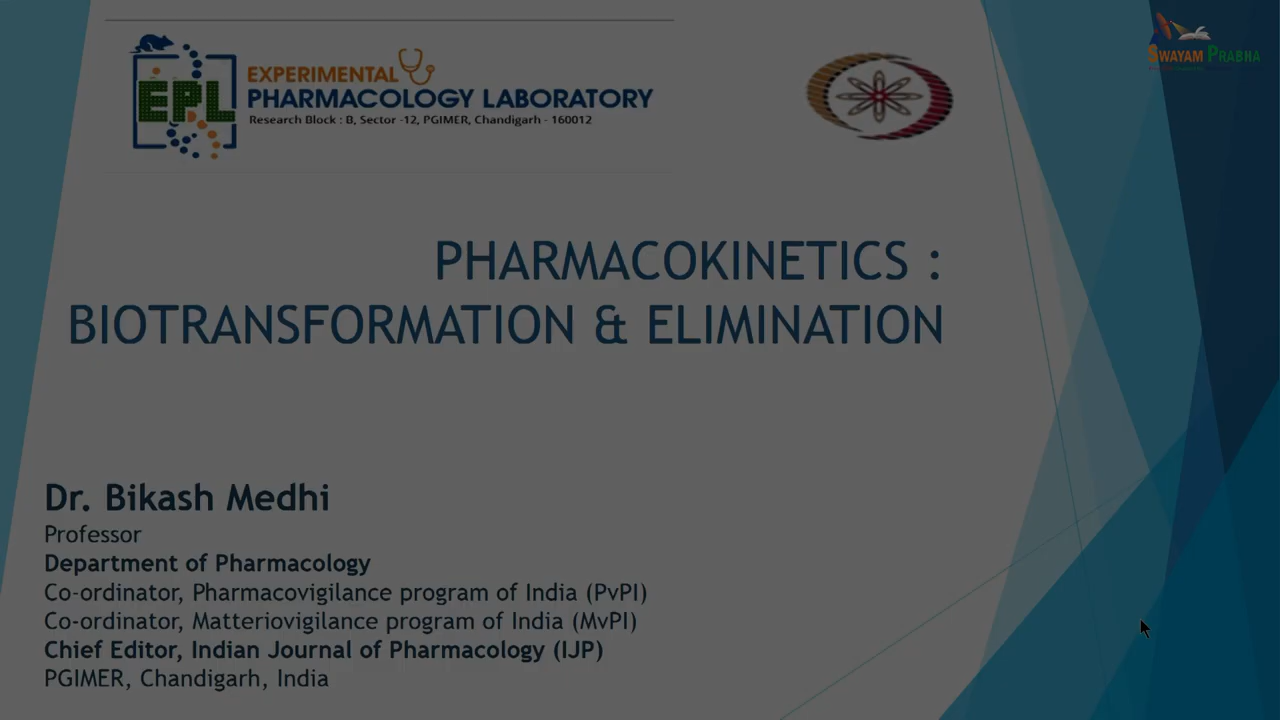 SWAYAM PRABHA
EPL
EXPERIMENTAL
PHARMACOLOGY LABORATORY
Research Block : B, Sector -12, PGIMER, Chandigarh - 160012
PHARMACOKINETICS :
BIOTRANSFORMATION & ELIMINATION
Dr. Bikash Medhi
Professor
Department of Pharmacology
Co-ordinator, Pharmacovigilance program of India (PvPI)
Co-ordinator, Matteriovigilance program of India (MvPI)
Chief Editor, Indian Journal of Pharmacology (IJP)
PGIMER, Chandigarh, India